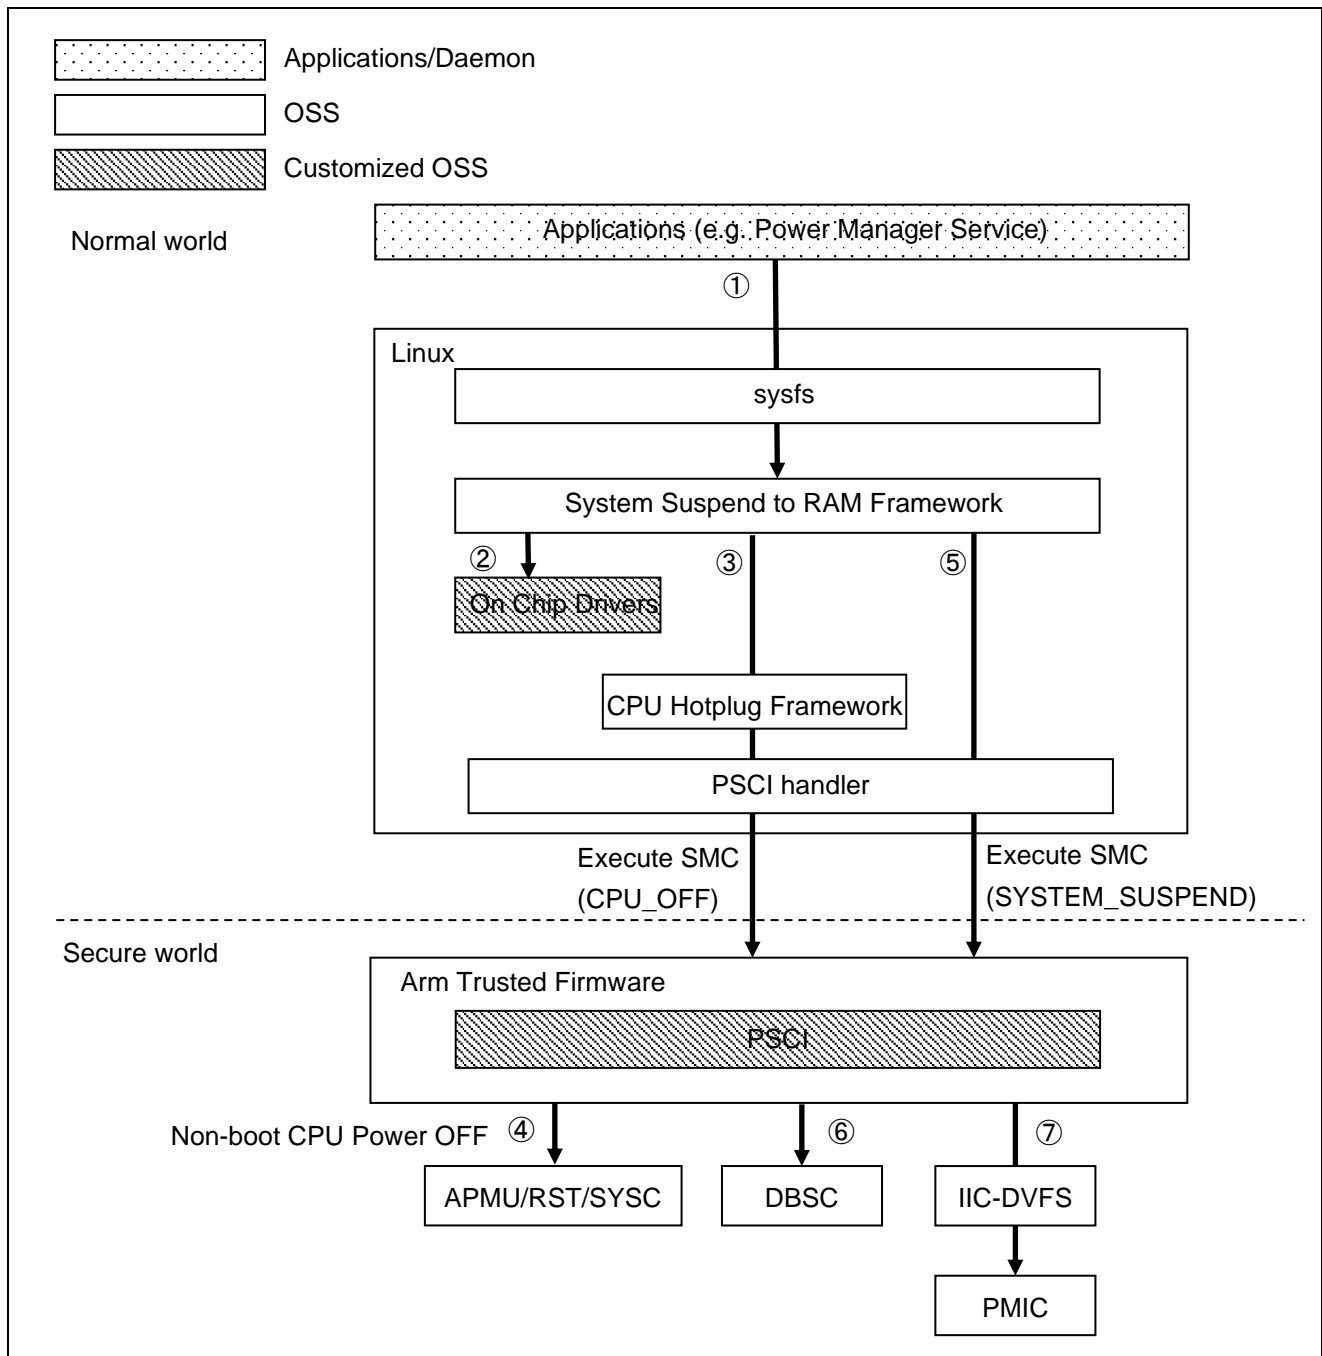 Applications/Daemon
OSS
Customized OSS
Normal world
Applications (e.g. Power Manager Service)
①
Linux
sysfs
System Suspend to RAM Framework
② ③ ⑤
On Chip Drivers
CPU Hotplug Framework
PSCI handler
Execute SMC
(CPU_OFF)
Execute SMC
(SYSTEM_SUSPEND)
Secure world
Arm Trusted Firmware
PSCI
Non-boot CPU Power OFF ④ ⑥ ⑦
APMU/RST/SYSC DBSC IIC-DVFS
PMIC